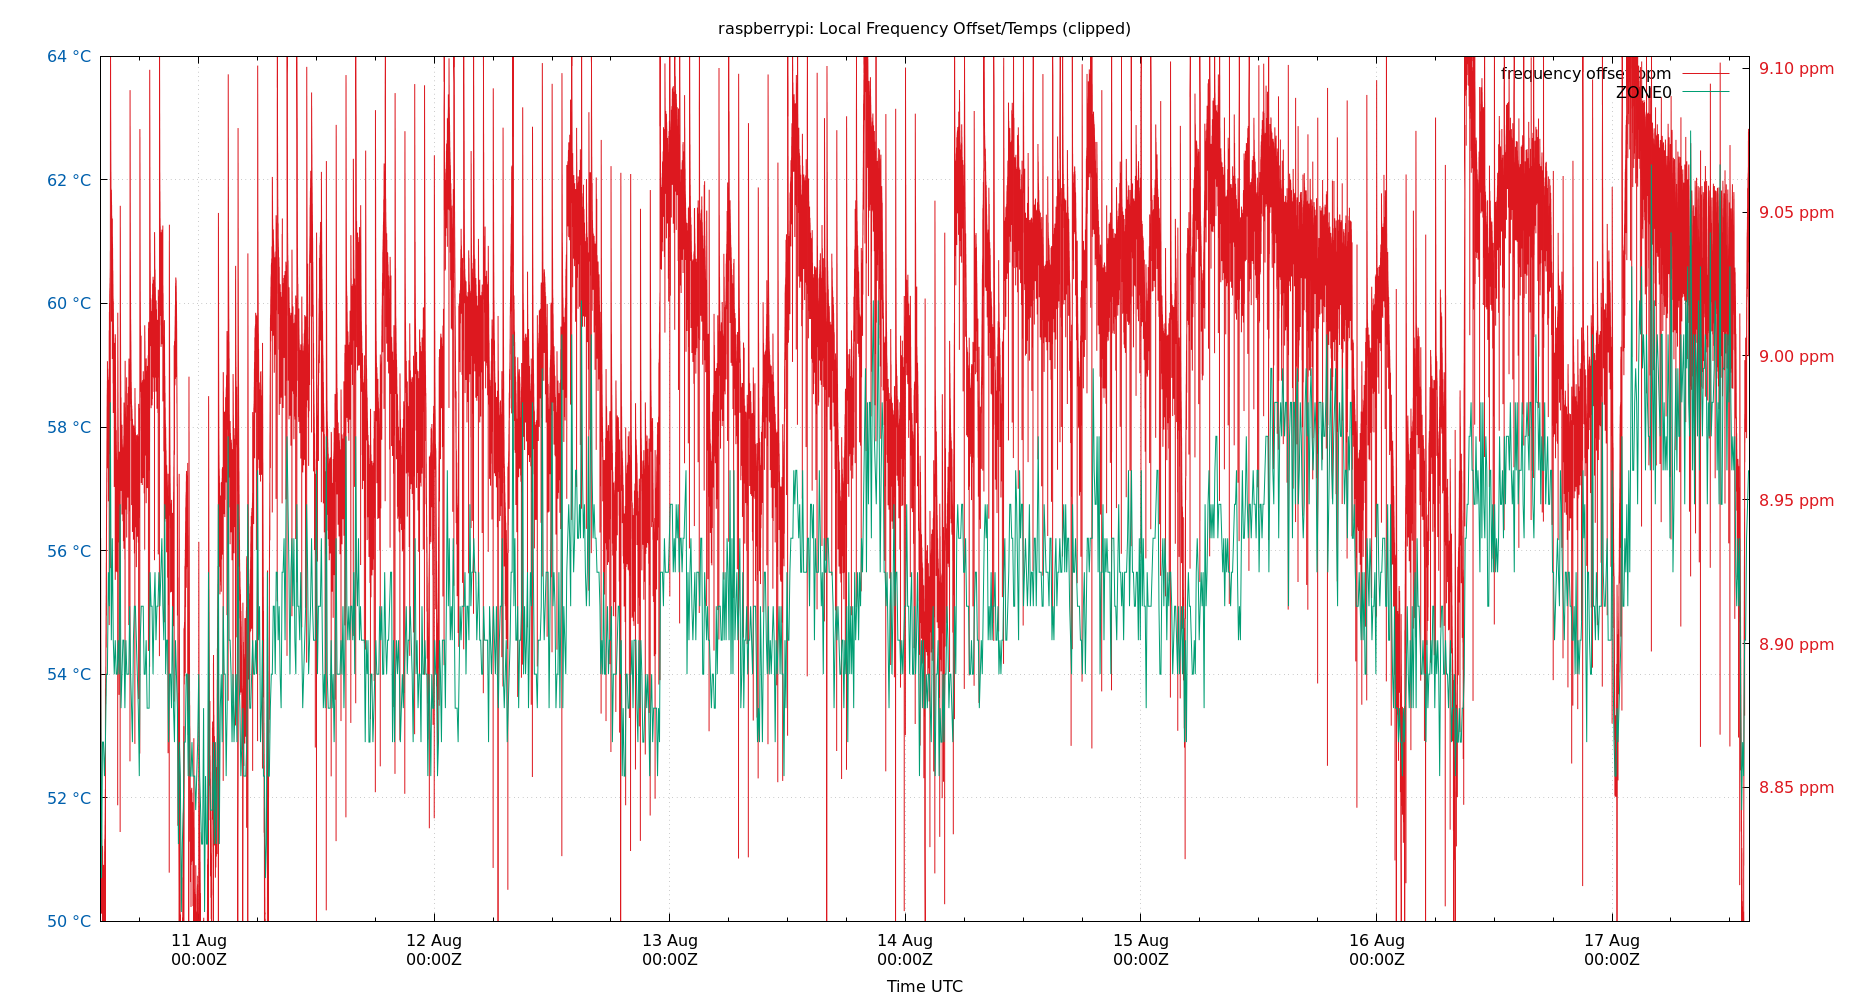 raspberrypi: Local Frequency Offset/Temps (clipped)
64 °C
62 °C
60 °C
58 °C
56 °C
54 °C
52 °C
50 °C
frequency offset ppm
ZONE0
9.10 ppm
9.05 ppm
9.00 ppm
8.95 ppm
8.90 ppm
8.85 ppm
11 Aug
00:00Z
12 Aug
00:00Z
13 Aug
00:00Z
14 Aug
00:00Z
15 Aug
00:00Z
16 Aug
00:00Z
17 Aug
00:00Z
Time UTC